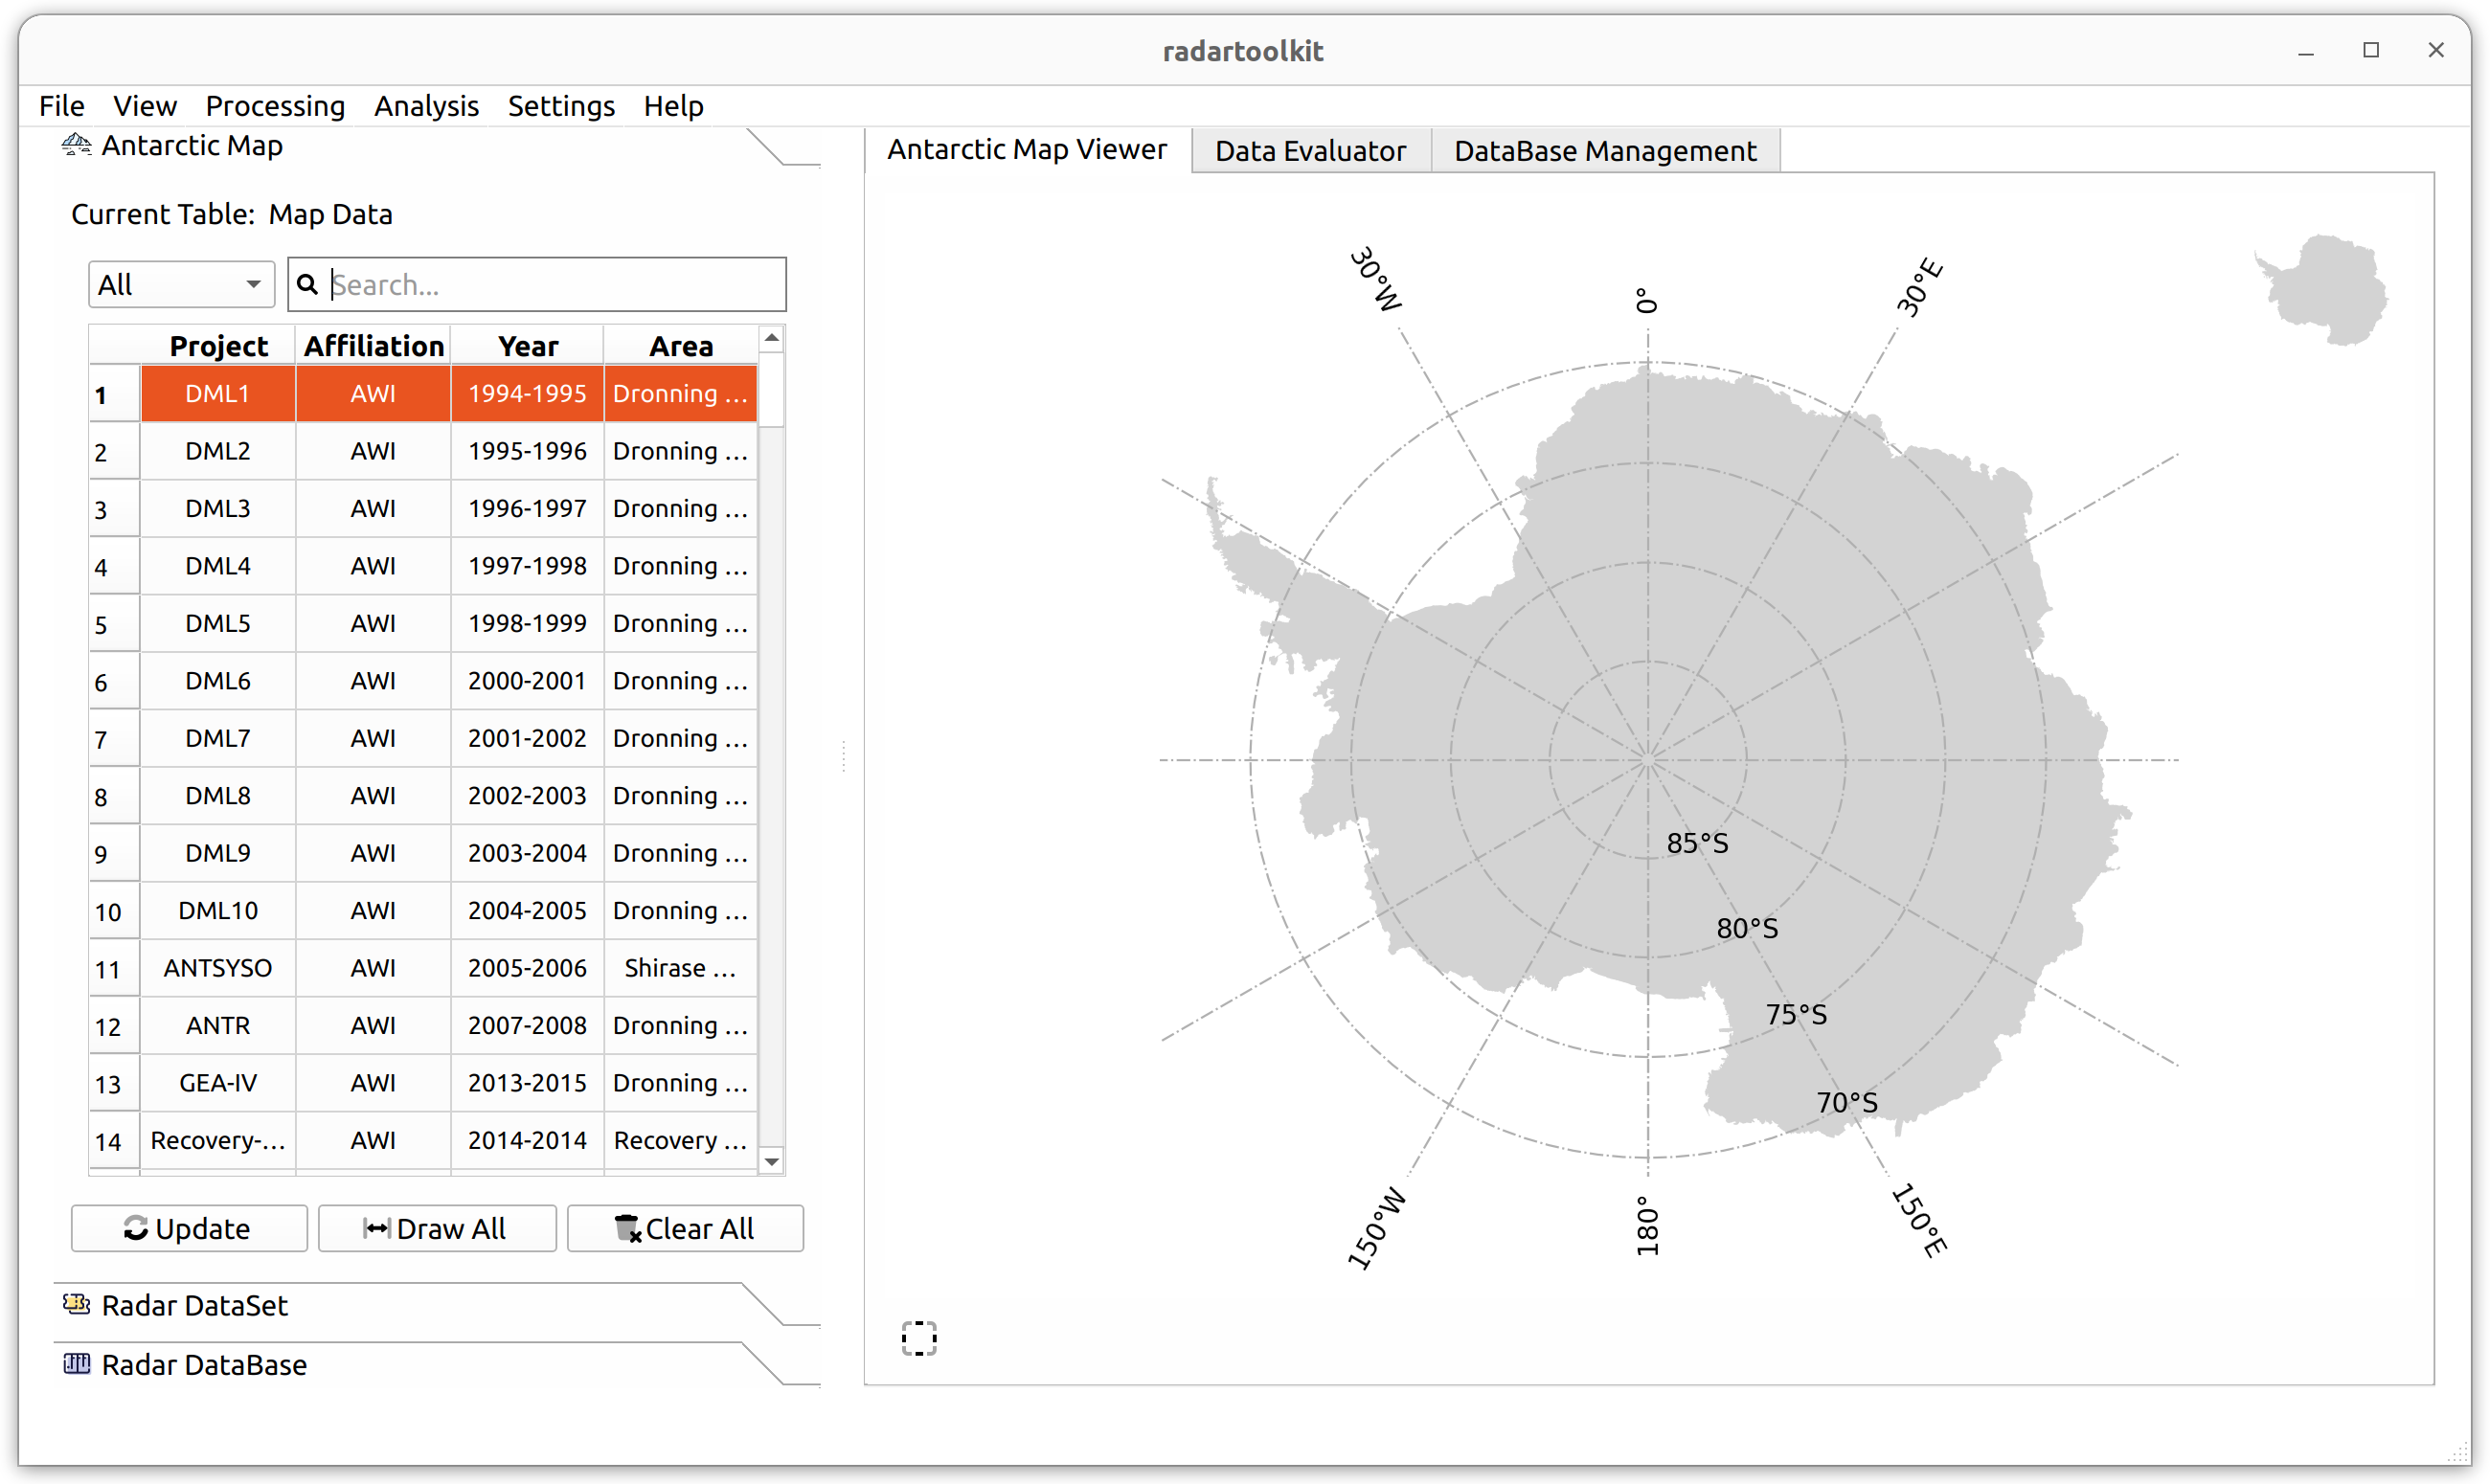 radartoolkit
File View Processing Analysis Settings Help
Antarctic Map
Current Table: Map Data
All
Search...
Project Affiliation Year Area
1 DML1 AWI 1994-1995 Dronning ...
2 DML2 AWI 1995-1996 Dronning ...
3 DML3 AWI 1996-1997 Dronning ...
4 DML4 AWI 1997-1998 Dronning ...
5 DML5 AWI 1998-1999 Dronning ...
6 DML6 AWI 2000-2001 Dronning ...
7 DML7 AWI 2001-2002 Dronning ...
8 DML8 AWI 2002-2003 Dronning ...
9 DML9 AWI 2003-2004 Dronning ...
10 DML10 AWI 2004-2005 Dronning ...
11 ANTSYSO AWI 2005-2006 Shirase ...
12 ANTR AWI 2007-2008 Dronning ...
13 GEA-IV AWI 2013-2015 Dronning ...
14 Recovery-... AWI 2014-2014 Recovery ...
Update Draw All Clear All
Radar DataSet
Radar DataBase
Antarctic Map Viewer Data Evaluator DataBase Management
30°W 0° 30°E
85°S
80°S
75°S
70°S
150°W 180° 150°E